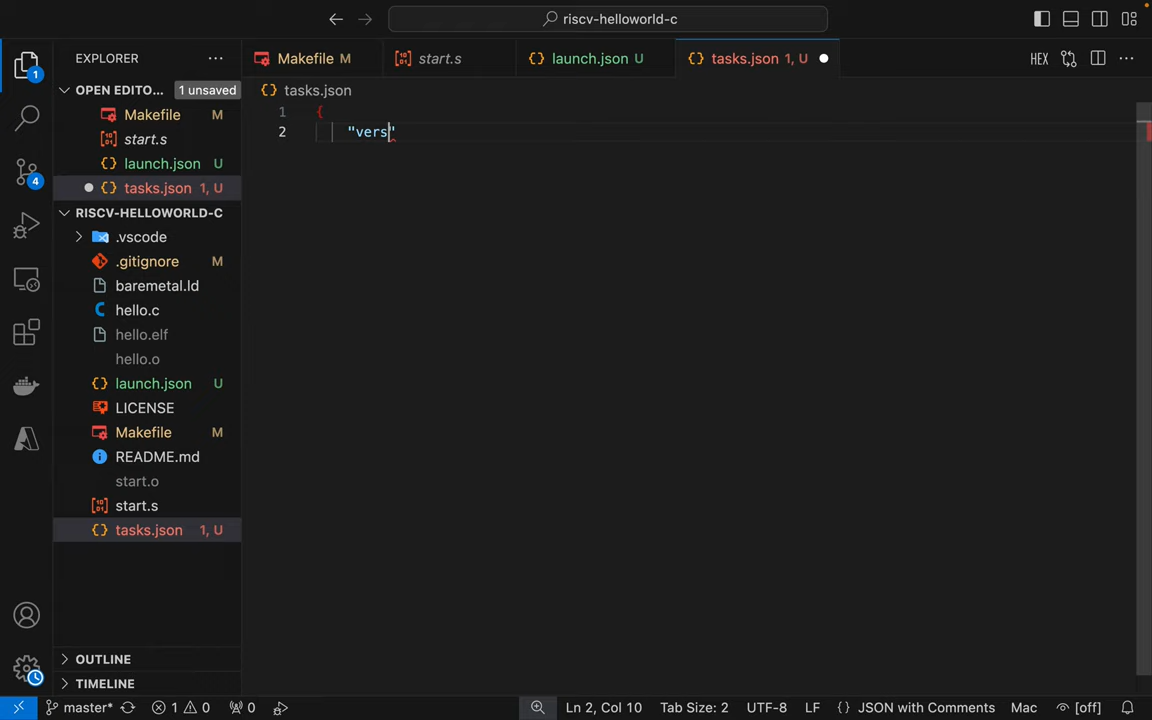 riscv-helloworld-c
EXPLORER
Makefile M
start.s
launch.json U
tasks.json 1, U
HEX
OPEN EDITO...
1 unsaved
tasks.json
Makefile M
start.s
launch.json U
tasks.json 1, U
1 {
2 "vers"
RISCV-HELLOWORLD-C
.vscode
.gitignore M
baremetal.ld
hello.c
hello.elf
hello.o
launch.json U
LICENSE
Makefile M
README.md
start.o
start.s
tasks.json 1, U
OUTLINE
TIMELINE
1
4
master* 1 0 0 Ln 2, Col 10 Tab Size: 2 UTF-8 LF {} JSON with Comments Mac [off]